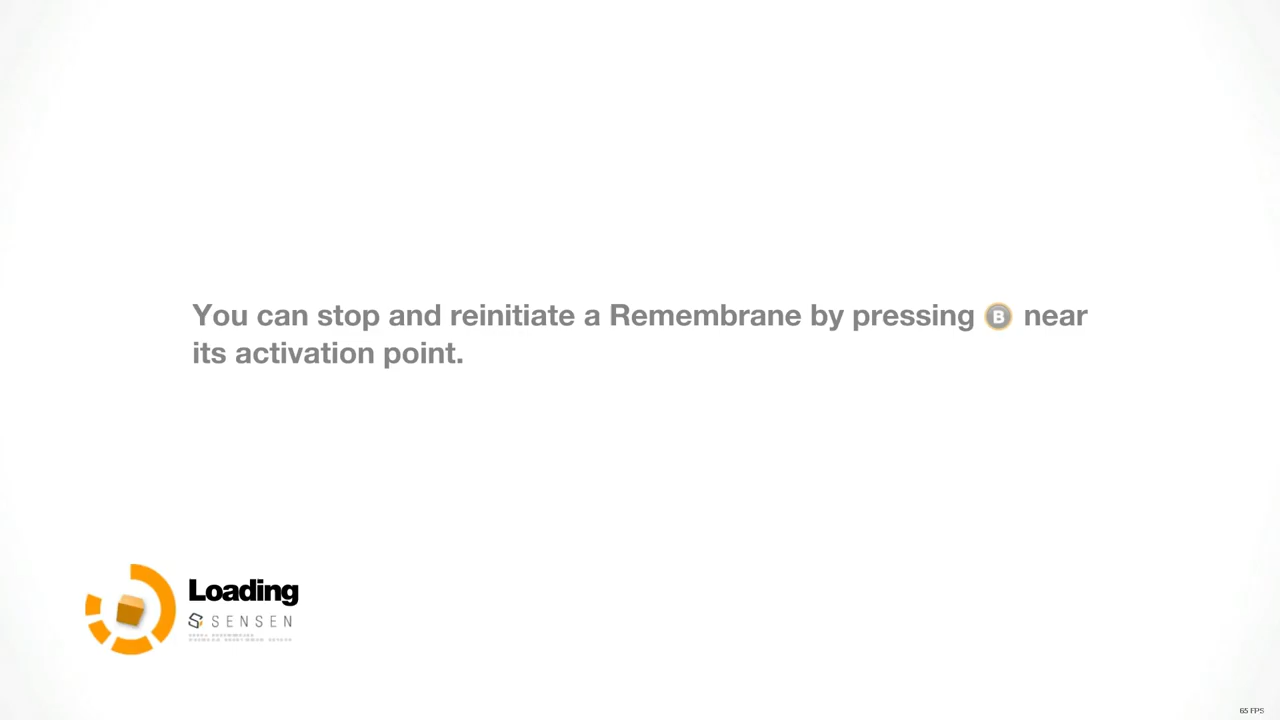 You can stop and reinitiate a Remembrane by pressing B near
its activation point.
Loading
SENSEN
65 FPS